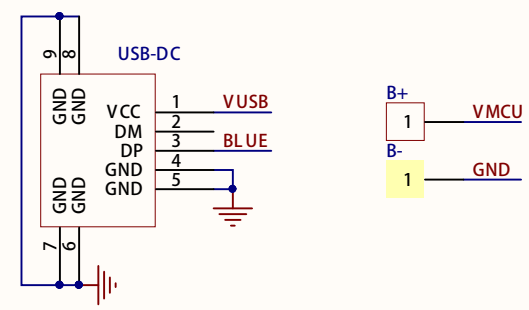 9 8
USB-DC
GND GND
VCC 1 VUSB
DM 2
DP 3 BLUE
GND 4
GND 5
GND GND
7 6
B+
1 VMCU
B-
1 GND